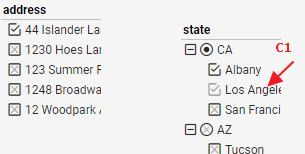 address
44 Islander La
1230 Hoes Lar
123 Summer F
1248 Broadwa
12 Woodpark A
state
CA
C1
Albany
Los Angele
San Franci
AZ
Tucson